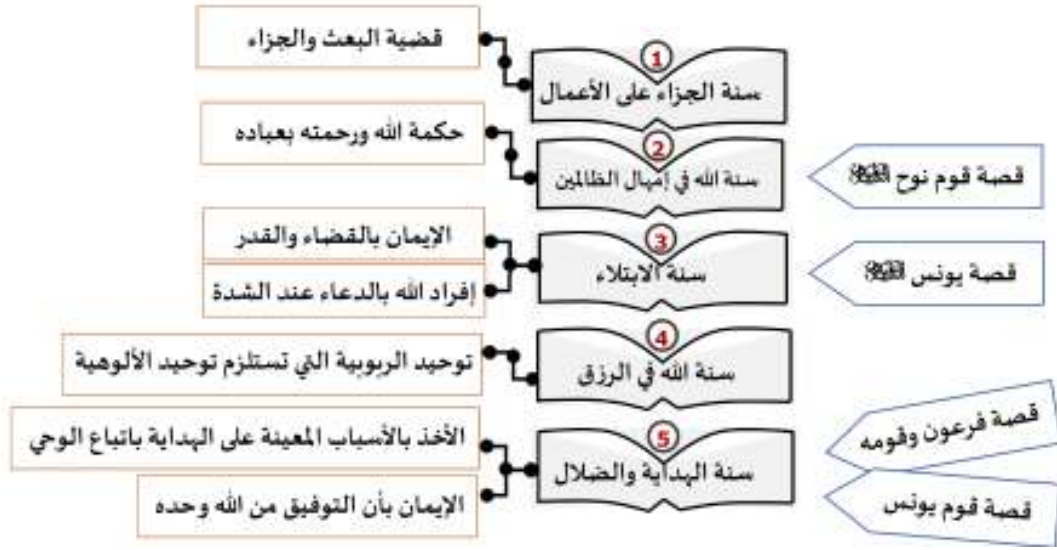 قضية البعث والجزاء
1
سنة الجزاء على الأعمال
حكمة الله ورحمته بعباده
2
سنة الله في إمهال الظالمين
قصة قوم نوح ﷿
الإيمان بالقضاء والقدر
إفراد الله بالدعاء عند الشدة
3
سنة الابتلاء
قصة يونس
توحيد الربوبية التي تستلزم توحيد الألوهية
4
سنة الله في الرزق
الأخذ بالأسباب المعينة على الهداية باتباع الوحي
الإيمان بأن التوفيق من الله وحده
5
سنة الهداية والضلال
قصة فرعون وقومه
قصة قوم يونس